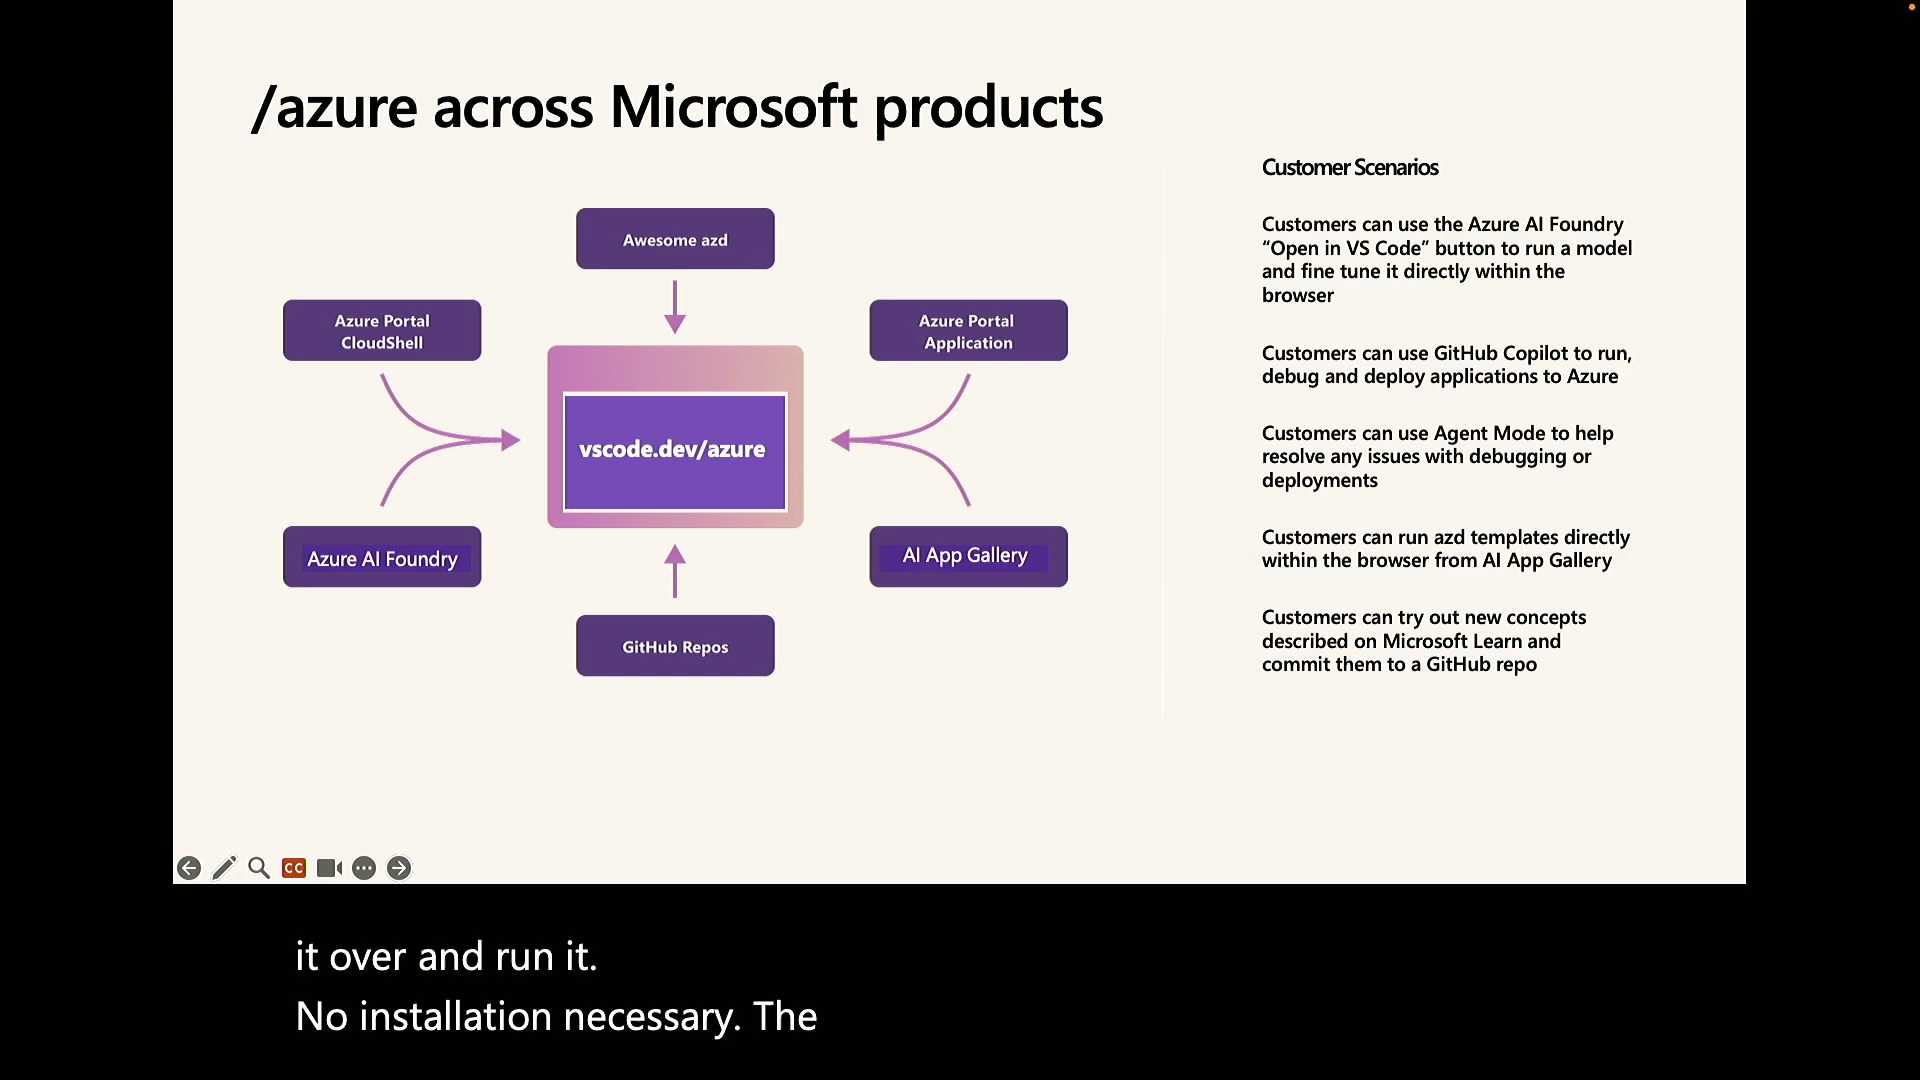 /azure across Microsoft products
Awesome azd
Azure Portal
CloudShell
Azure Portal
Application
vscode.dev/azure
Azure AI Foundry
AI App Gallery
GitHub Repos
Customer Scenarios
Customers can use the Azure AI Foundry
“Open in VS Code” button to run a model
and fine tune it directly within the
browser
Customers can use GitHub Copilot to run,
debug and deploy applications to Azure
Customers can use Agent Mode to help
resolve any issues with debugging or
deployments
Customers can run azd templates directly
within the browser from AI App Gallery
Customers can try out new concepts
described on Microsoft Learn and
commit them to a GitHub repo
CC
it over and run it.
No installation necessary. The